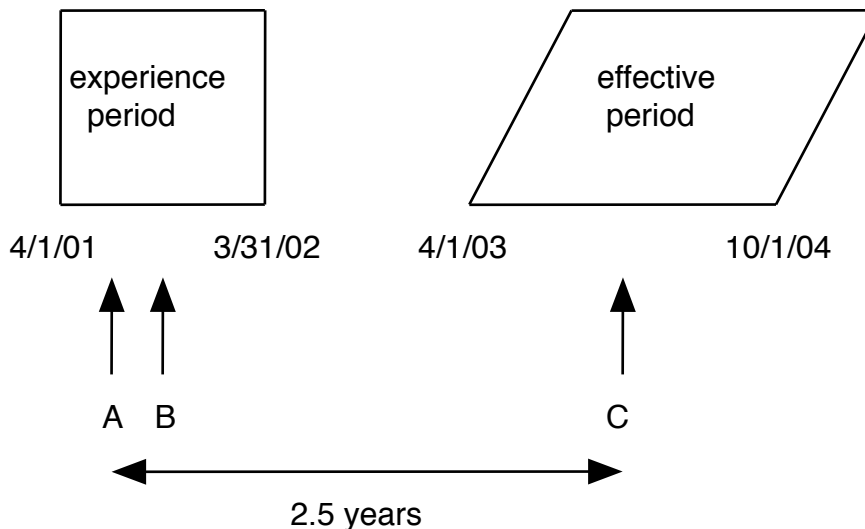 experience
period
effective
period
4/1/01
3/31/02
4/1/03
10/1/04
A
B
C
2.5 years